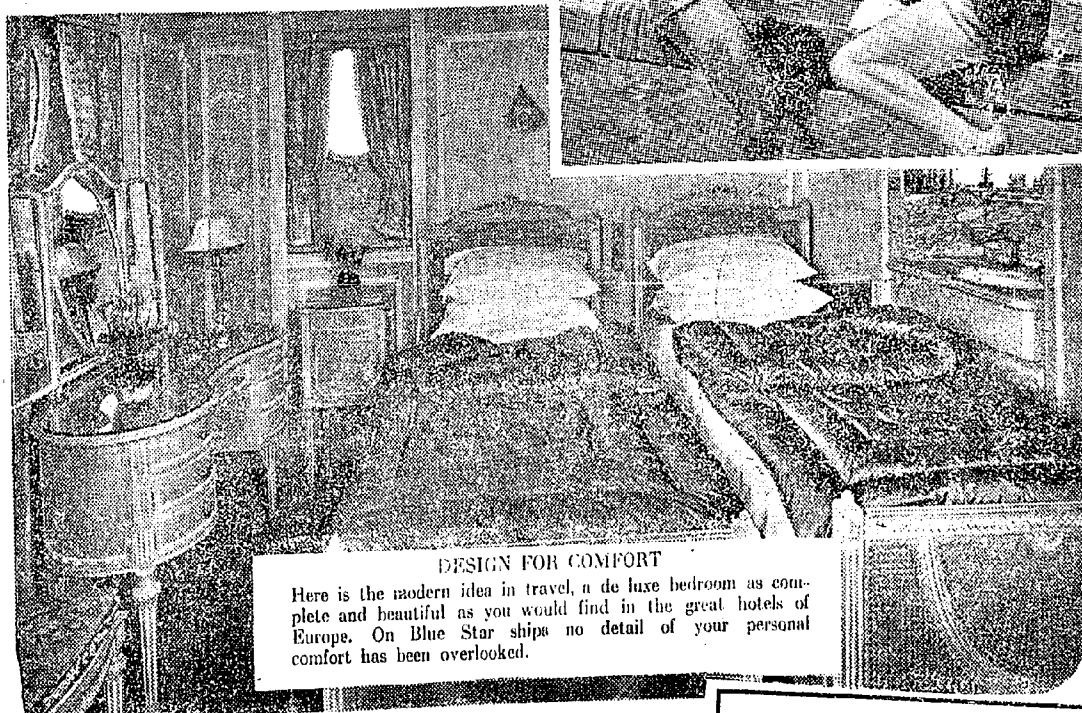 DESIGN FOR COMFORT
Here is the modern idea in travel, a de luxe bedroom as com-
plete and beautiful as you would find in the great hotels of
Europe. On Blue Star ships no detail of your personal
comfort has been overlooked.